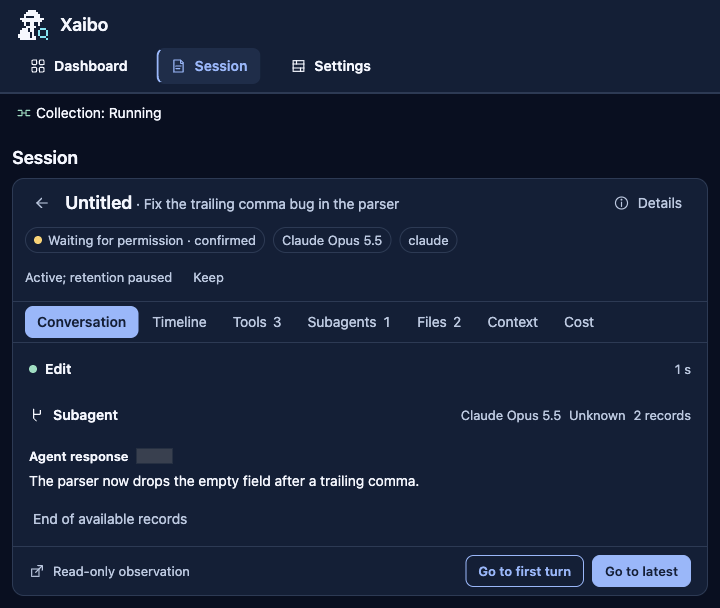 Xaibo
Dashboard Session Settings
Collection: Running
Session
Untitled · Fix the trailing comma bug in the parser Details
Waiting for permission · confirmed Claude Opus 5.5 claude
Active; retention paused Keep
Conversation Timeline Tools 3 Subagents 1 Files 2 Context Cost
Edit 1 s
Subagent Claude Opus 5.5 Unknown 2 records
Agent response
The parser now drops the empty field after a trailing comma.
End of available records
Read-only observation Go to first turn Go to latest